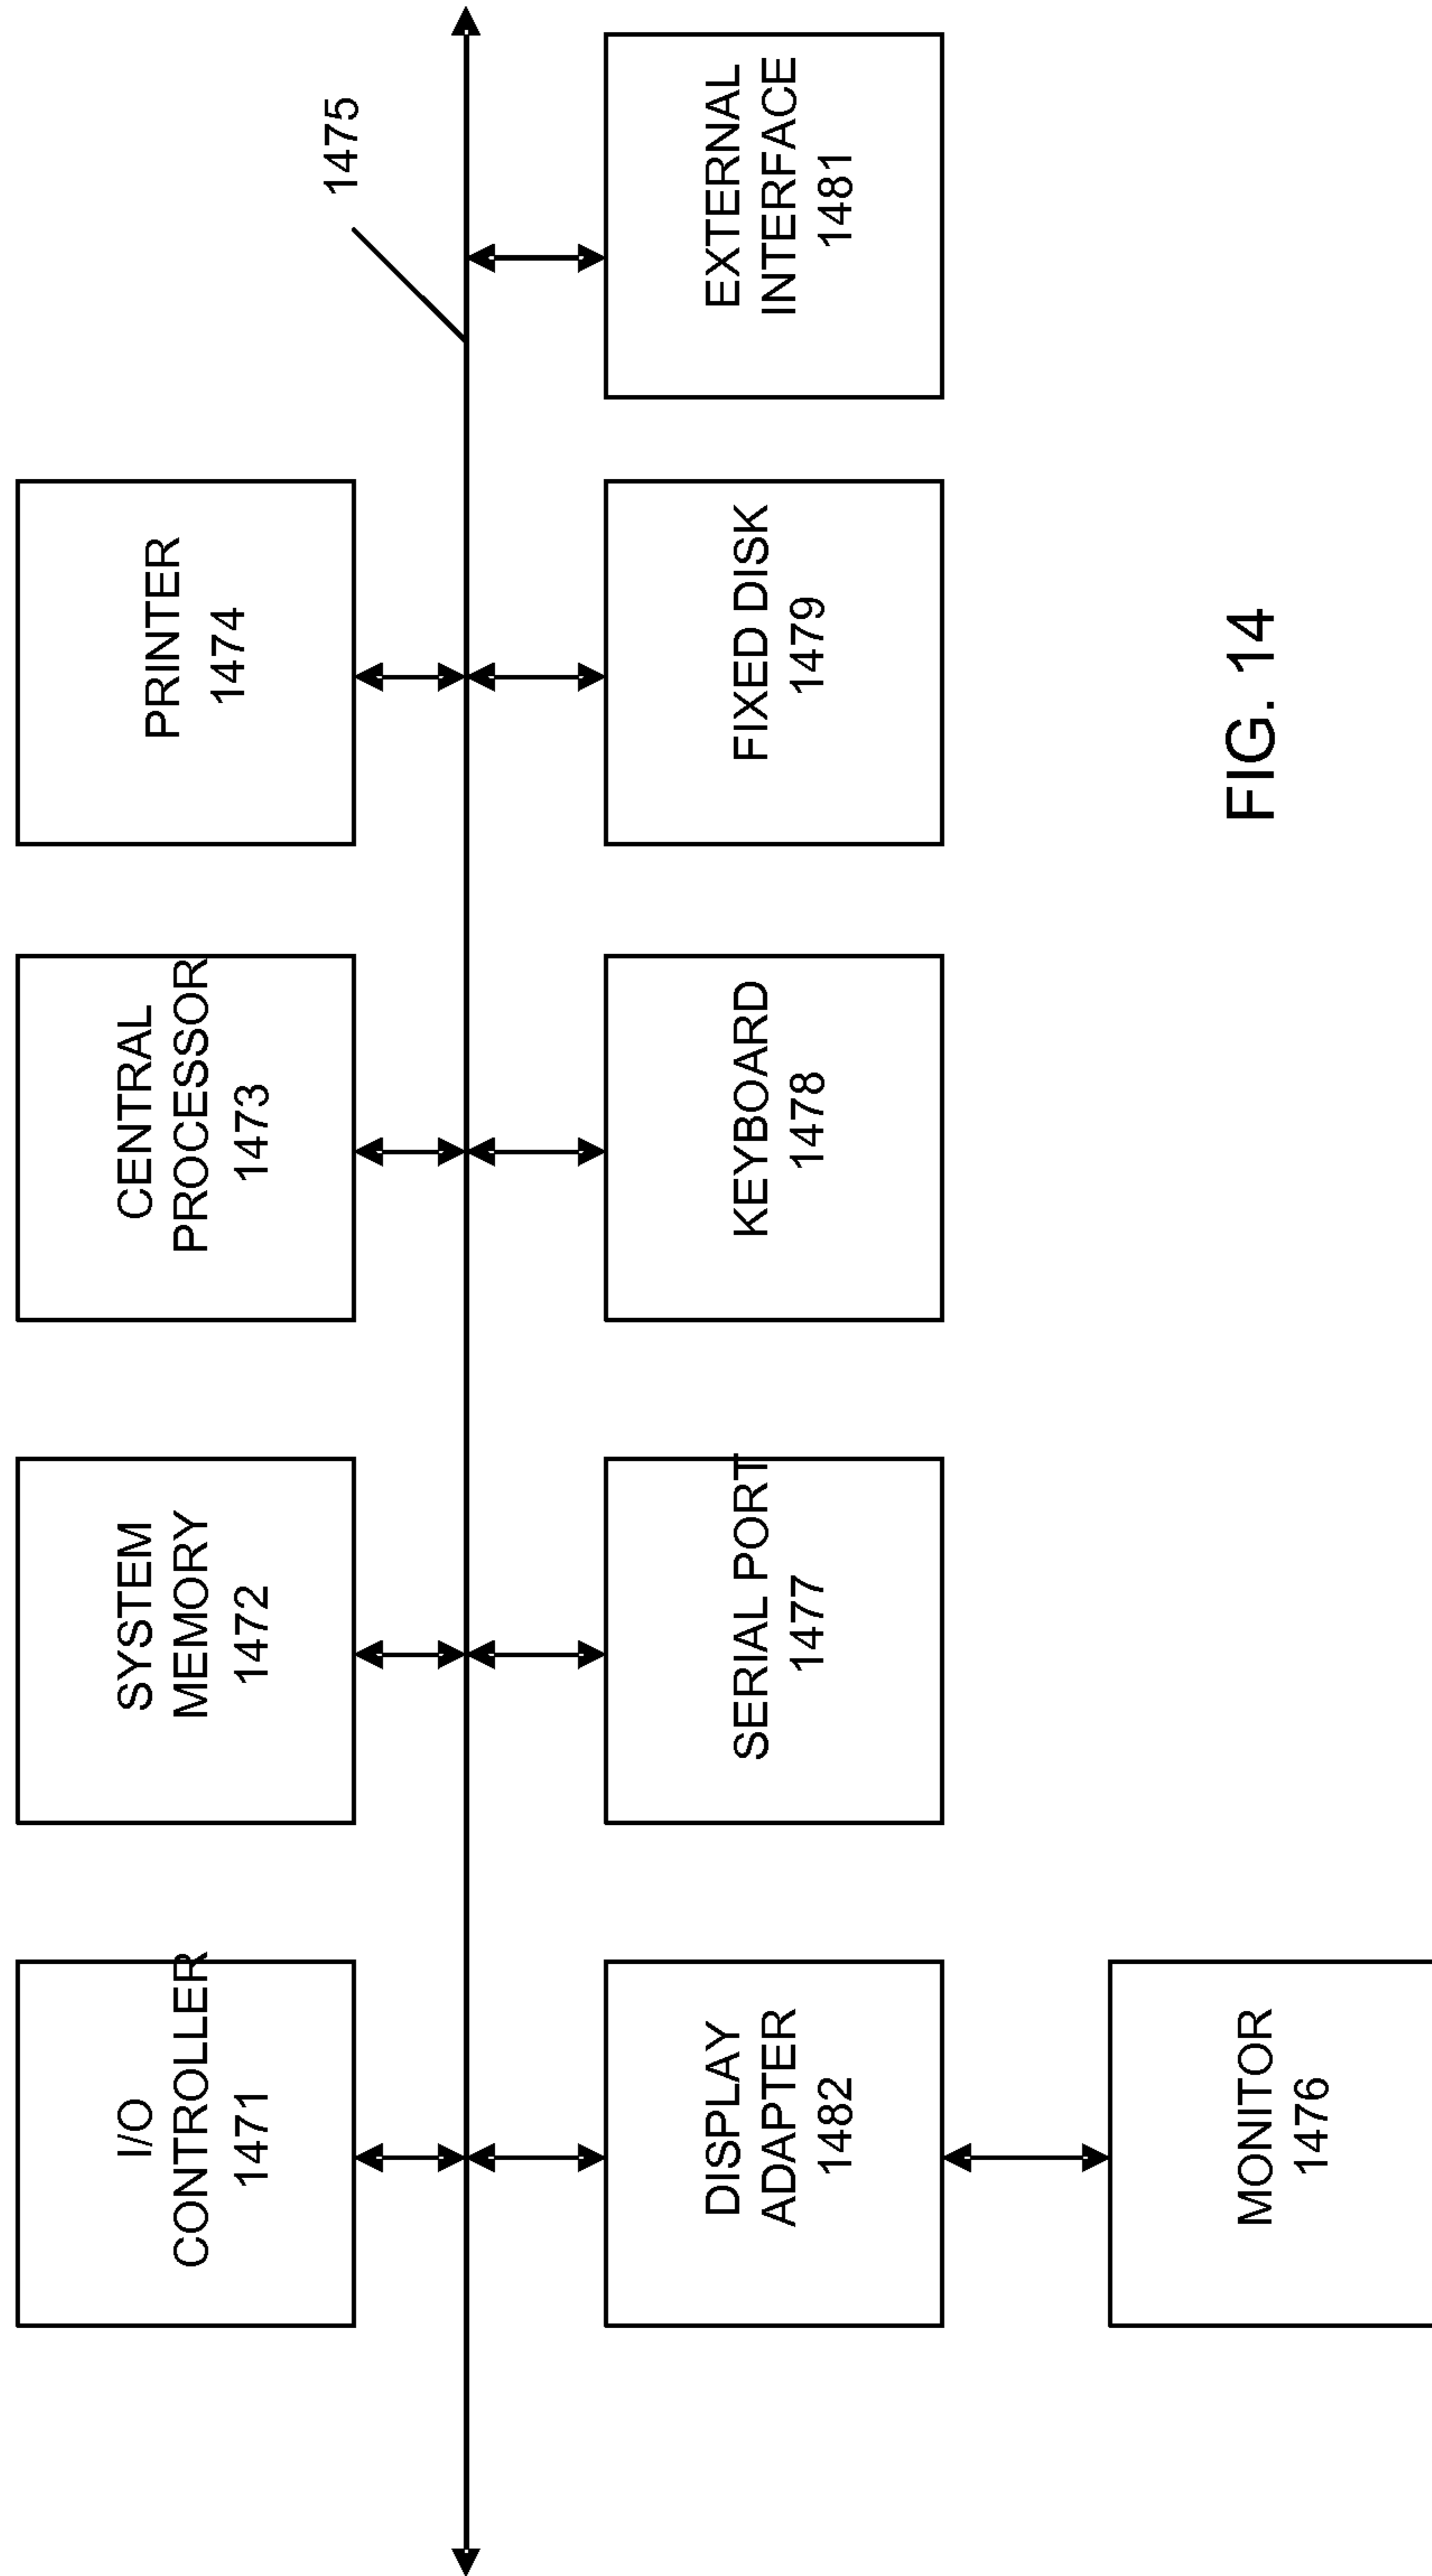 I/O
CONTROLLER
1471
SYSTEM
MEMORY
1472
CENTRAL
PROCESSOR
1473
PRINTER
1474
1475
DISPLAY
ADAPTER
1482
SERIAL PORT
1477
KEYBOARD
1478
FIXED DISK
1479
EXTERNAL
INTERFACE
1481
MONITOR
1476
FIG. 14